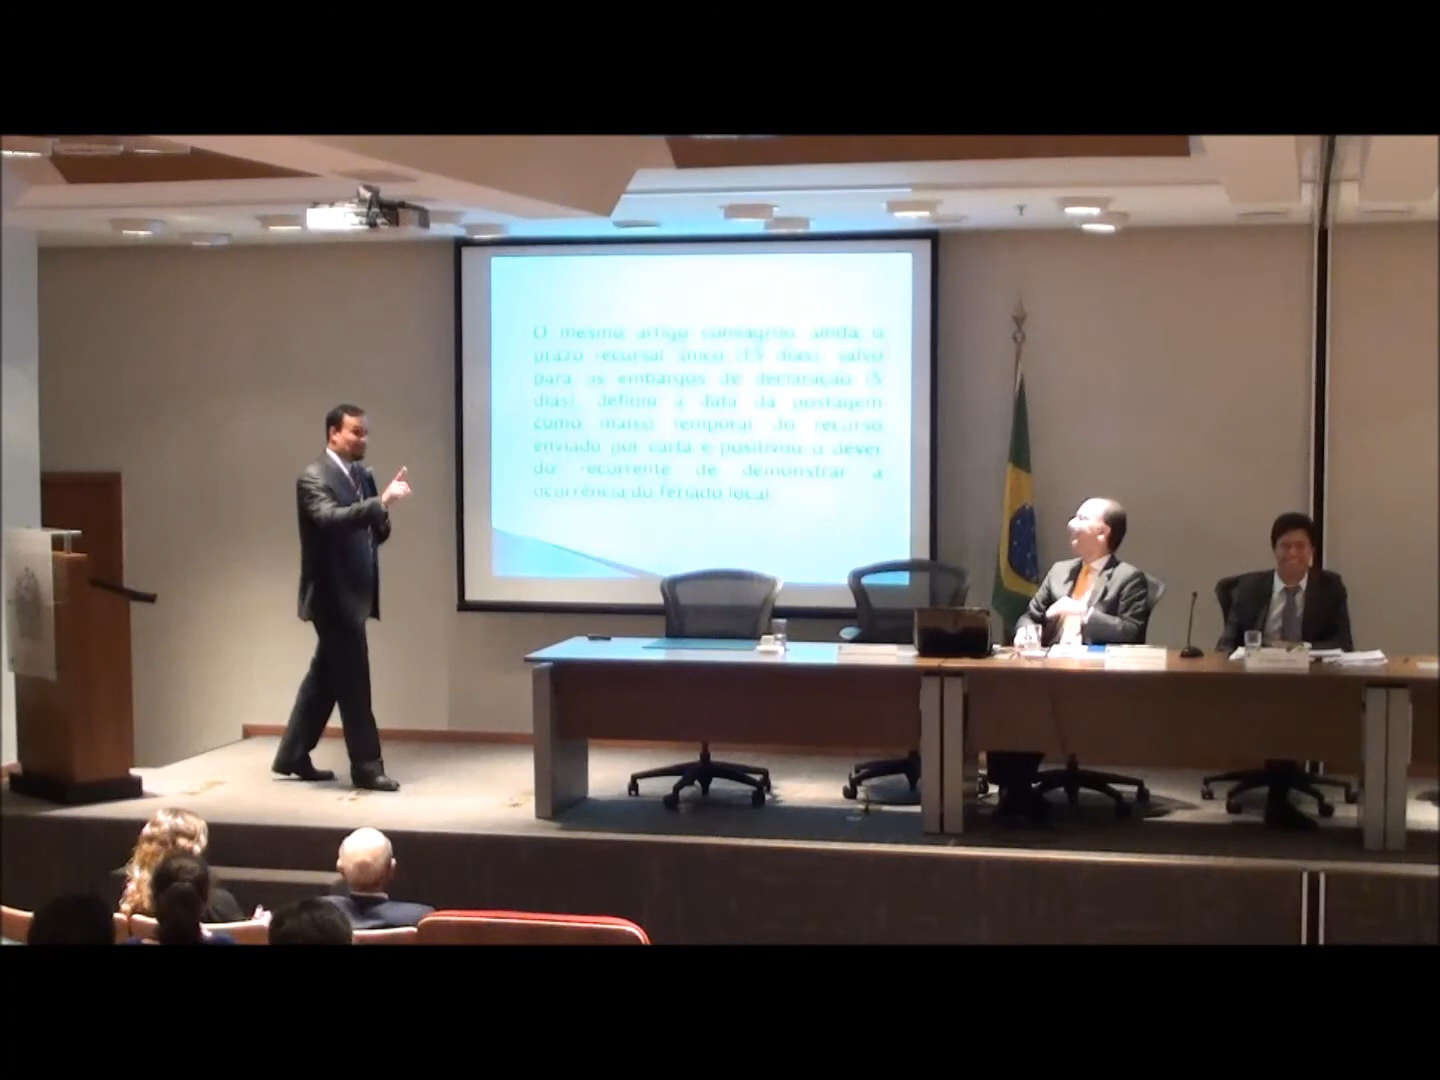 O mesmo artigo consagrou ainda o
prazo recursal único (15 dias), salvo
para os embargos de declaração (5
dias), definiu a data da postagem
como marco temporal do recurso
enviado por carta e positivou o dever
do recorrente de demonstrar a
ocorrência do feriado local